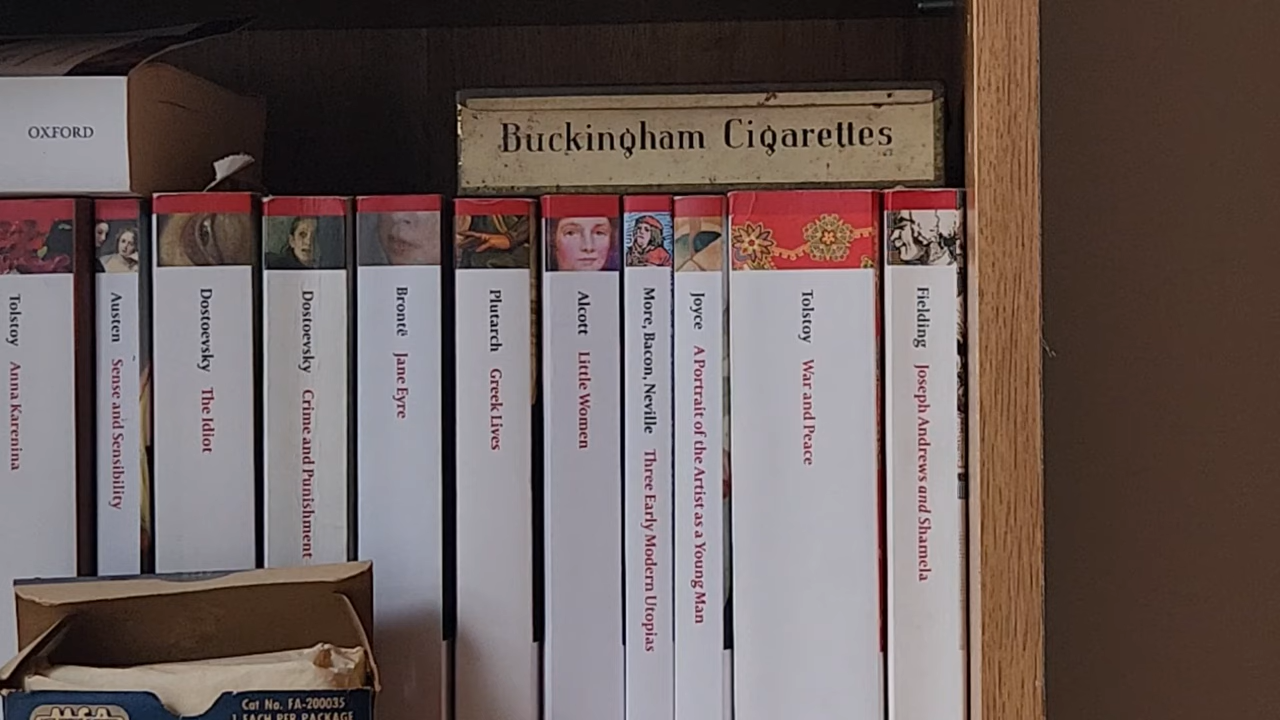 OXFORD
Buckingham Cigarettes
Tolstoy Anna Karenina
Austen Sense and Sensibility
Dostoevsky The Idiot
Dostoevsky Crime and Punishment
Brontë Jane Eyre
Plutarch Greek Lives
Alcott Little Women
More, Bacon, Neville Three Early Modern Utopias
Joyce A Portrait of the Artist as a Young Man
Tolstoy War and Peace
Fielding Joseph Andrews and Shamela
Cat No. FA-200035
1 EACH PER PACKAGE